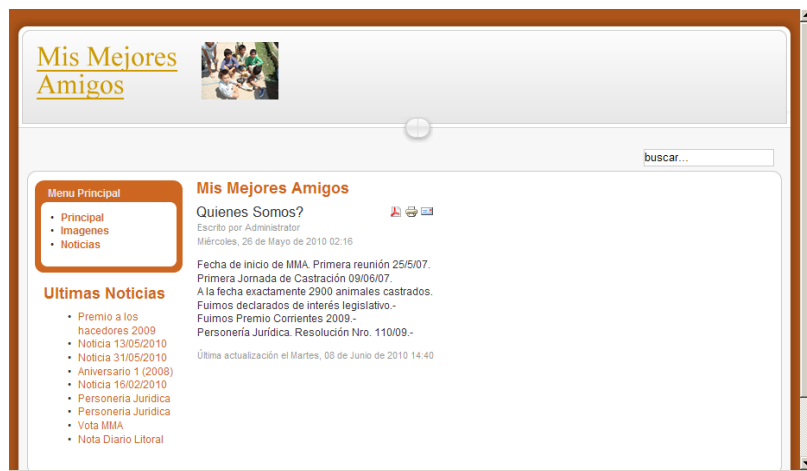 Mis Mejores
Amigos
buscar...
Menu Principal
Principal
Imagenes
Noticias
Ultimas Noticias
Premio a los
hacedores 2009
Noticia 13/05/2010
Noticia 31/05/2010
Aniversario 1 (2008)
Noticia 16/02/2010
Personeria Juridica
Personeria Juridica
Vota MMA
Nota Diario Litoral
Mis Mejores Amigos
Quienes Somos?
Escrito por Administrator
Miércoles, 26 de Mayo de 2010 02:16
Fecha de inicio de MMA. Primera reunión 25/5/07.
Primera Jornada de Castración 09/06/07.
A la fecha exactamente 2900 animales castrados.
Fuimos declarados de interés legislativo.-
Fuimos Premio Corrientes 2009.-
Personería Jurídica. Resolución Nro. 110/09.-
Última actualización el Martes, 08 de Junio de 2010 14:40